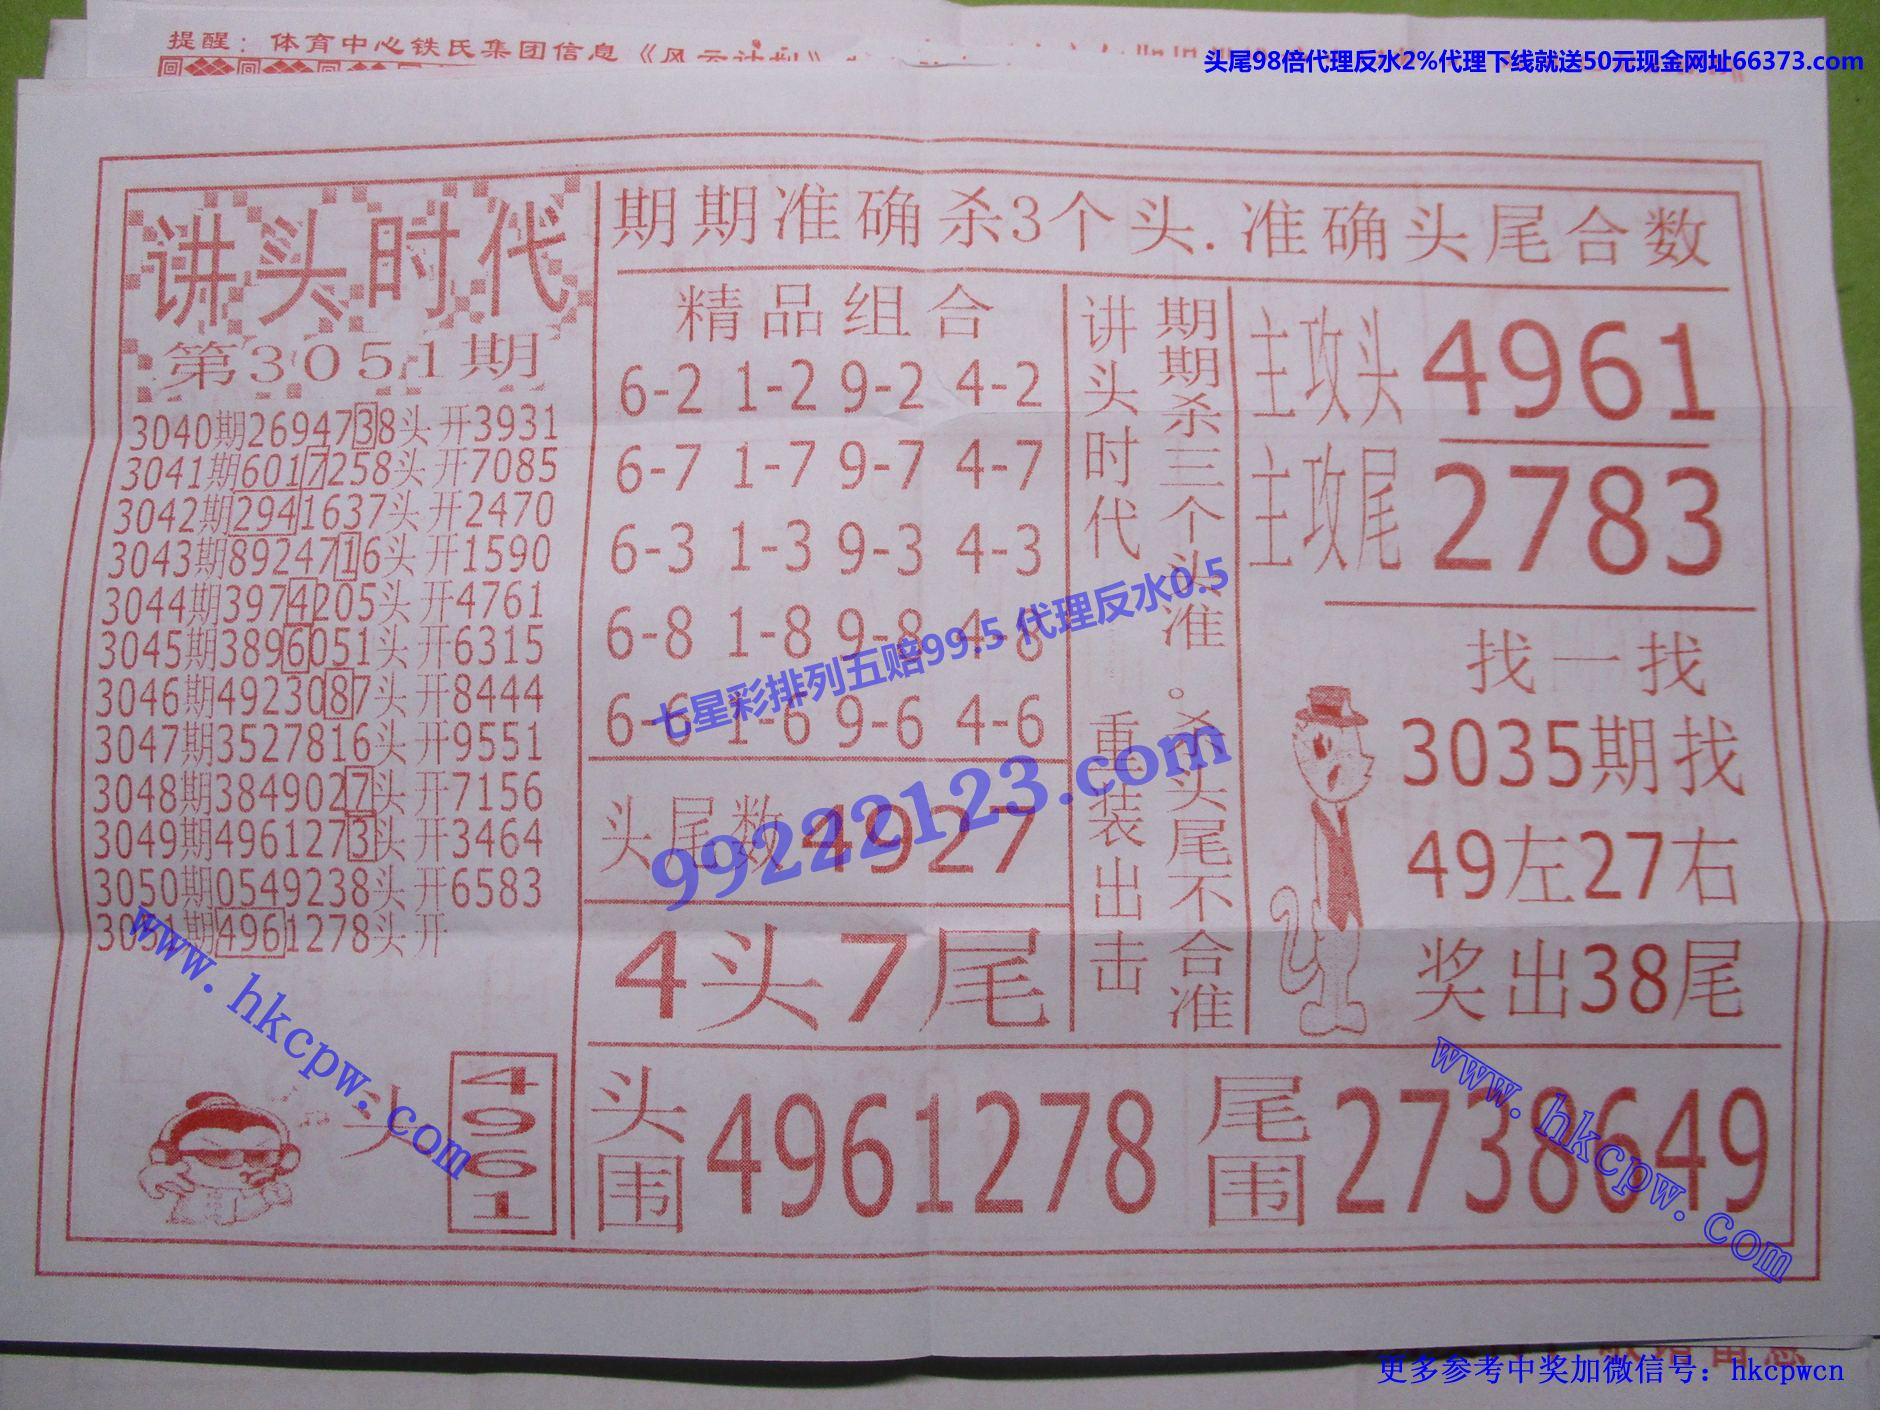 提醒：体育中心铁氏集团信息
头尾98倍代理反水2%代理下线就送50元现金网址66373.com
讲头时代
第3051期
3040期2694738头开3931
3041期6017258头开7085
3042期2941637头开2470
3043期8924716头开1590
3044期3974205头开4761
3045期3896051头开6315
3046期4923087头开8444
3047期3527816头开9551
3048期3849027头开7156
3049期4961273头开3464
3050期0549238头开6583
3051期4961278头开
头
4961
期期准确杀3个头.准确头尾合数
精品组合
6-2 1-2 9-2 4-2
6-7 1-7 9-7 4-7
6-3 1-3 9-3 4-3
6-8 1-8 9-8 4-8
6-6 1-6 9-6 4-6
头尾数4927
4头7尾
讲头时代 重装出击
期期杀三个头准。杀头尾不合准
主攻头 4961
主攻尾 2783
找一找
3035期找
49左27右
奖出38尾
头围 4961278 尾围 2738649
七星彩排列五赔99.5 代理反水0.5
99222123.com
www.hkcpw.com
www.hkcpw.com
更多参考中奖加微信号：hkcpwcn